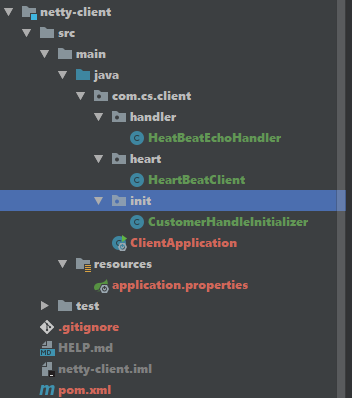 netty-client
src
main
java
com.cs.client
handler
HeatBeatEchoHandler
heart
HeartBeatClient
init
CustomerHandleInitializer
ClientApplication
resources
application.properties
test
.gitignore
MD HELP.md
netty-client.iml
pom.xml